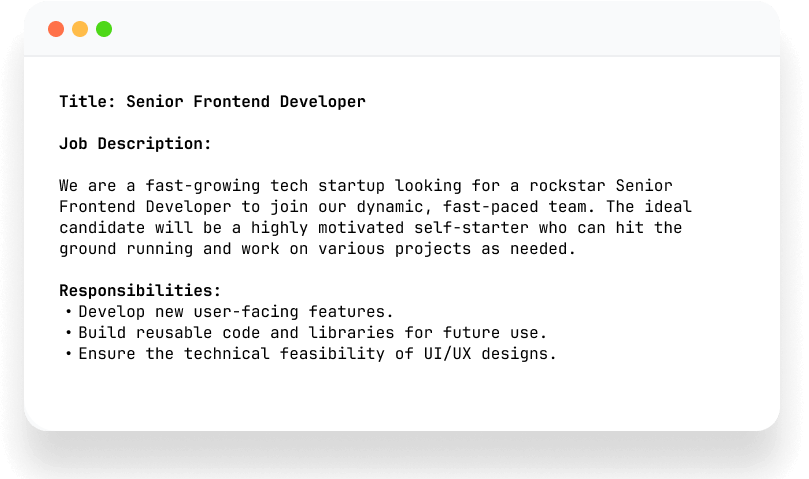 Title: Senior Frontend Developer
Job Description:
We are a fast-growing tech startup looking for a rockstar Senior
Frontend Developer to join our dynamic, fast-paced team. The ideal
candidate will be a highly motivated self-starter who can hit the
ground running and work on various projects as needed.
Responsibilities:
• Develop new user-facing features.
• Build reusable code and libraries for future use.
• Ensure the technical feasibility of UI/UX designs.